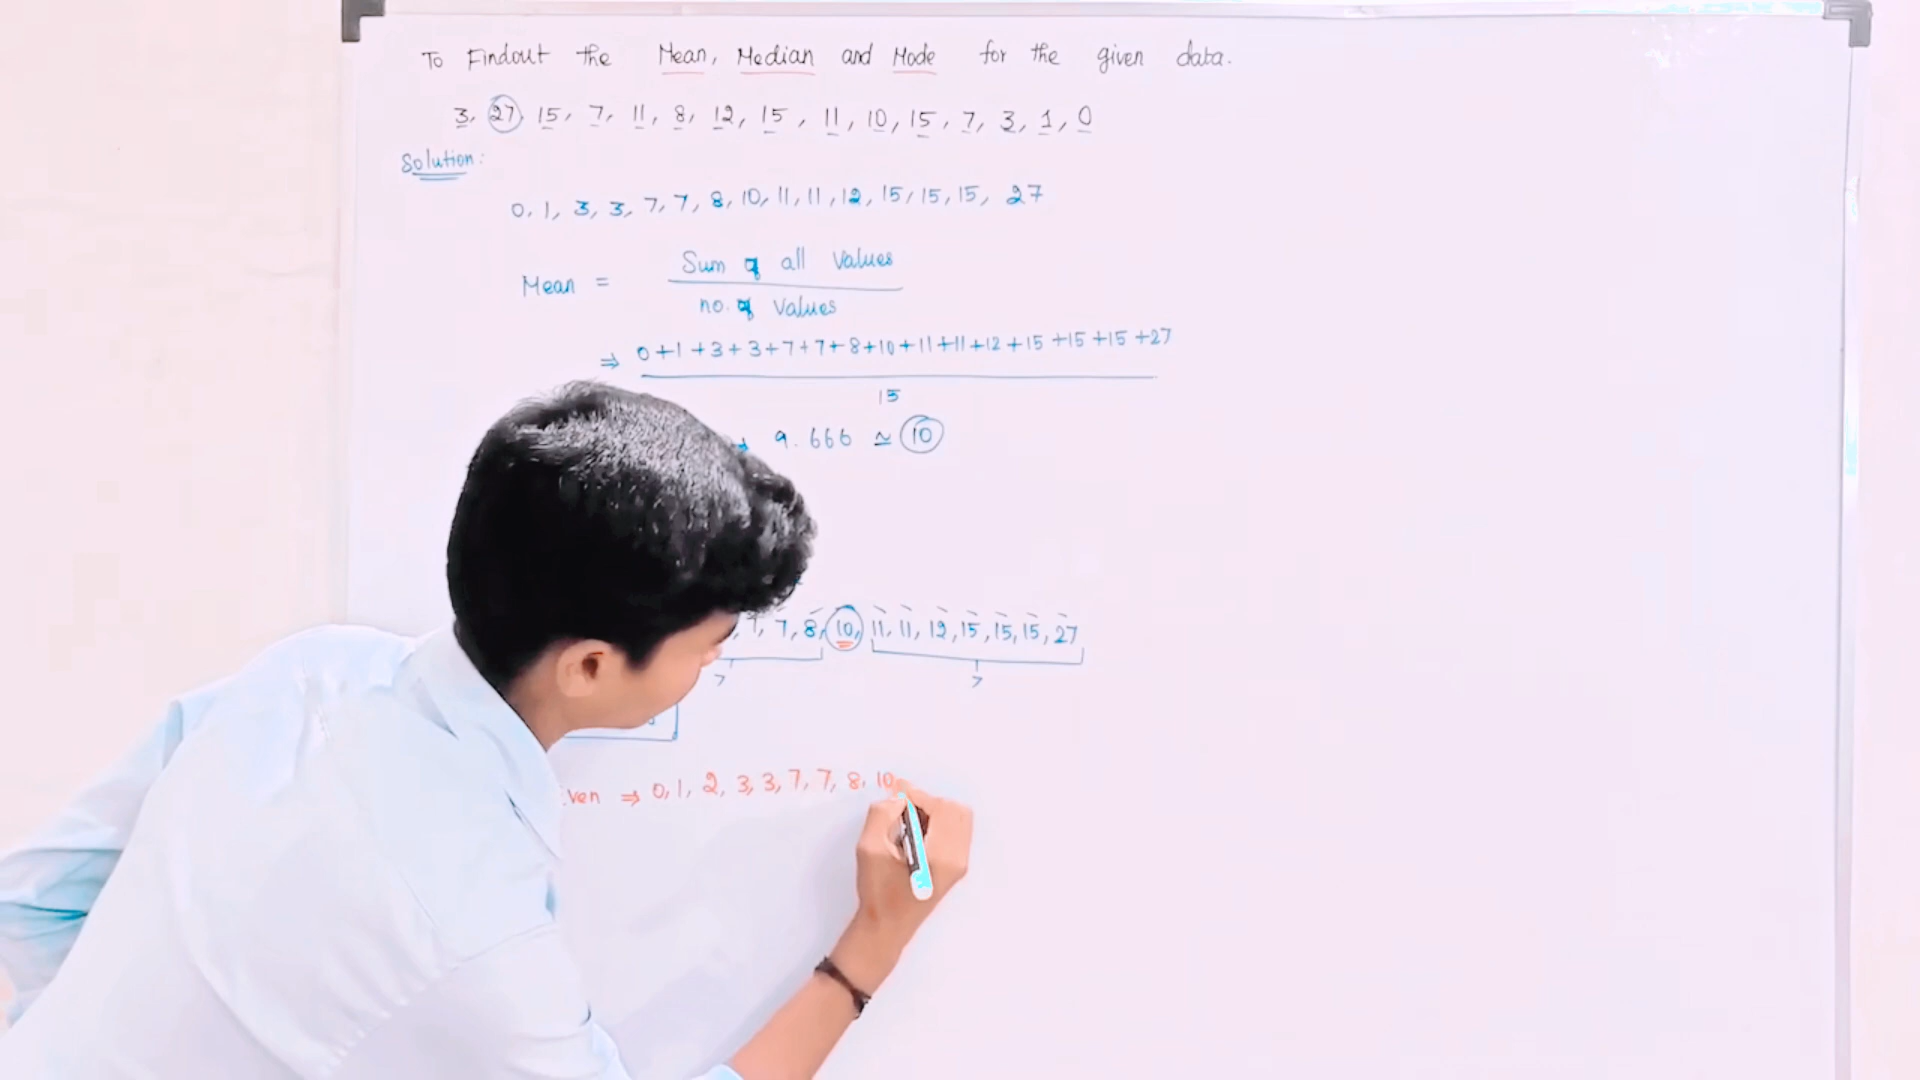 To Findout the Mean, Median and Mode for the given data.
3, 27, 15, 7, 11, 8, 12, 15, 11, 10, 15, 7, 3, 1, 0
Solution:
0, 1, 3, 3, 7, 7, 8, 10, 11, 11, 12, 15, 15, 15, 27
Mean = Sum of all Values
no. of Values
⇒ 0+1+3+3+7+7+8+10+11+11+12+15+15+15+27
15
9.666 ≃ 10
7, 7, 8, 10, 11, 11, 12, 15, 15, 15, 27
7 7
ven ⇒ 0, 1, 2, 3, 3, 7, 7, 8, 10,